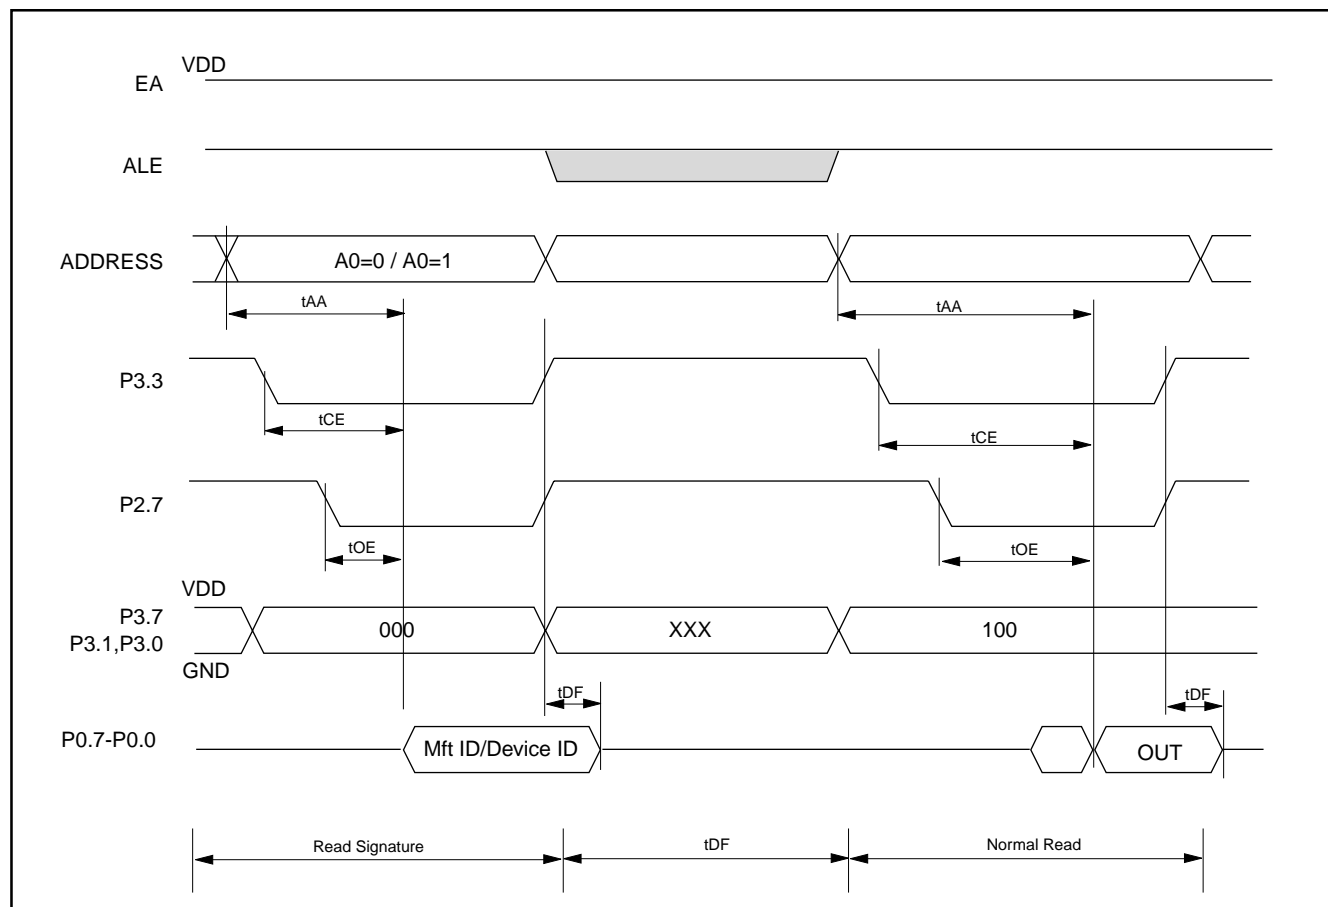 VDD
EA
ALE
ADDRESS
A0=0 / A0=1
tAA
tAA
P3.3
tCE
tCE
P2.7
tOE
tOE
VDD
P3.7
P3.1,P3.0
000
XXX
100
GND
tDF
tDF
P0.7-P0.0
Mft ID/Device ID
OUT
Read Signature
tDF
Normal Read